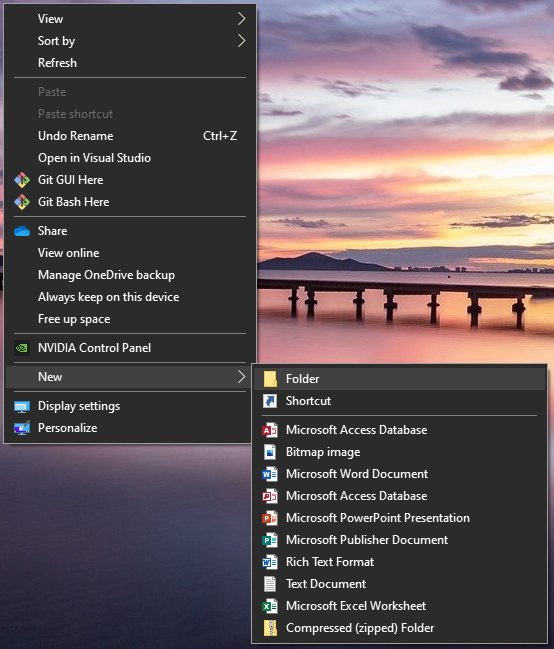 View
Sort by
Refresh
Paste
Paste shortcut
Undo Rename Ctrl+Z
Open in Visual Studio
Git GUI Here
Git Bash Here
Share
View online
Manage OneDrive backup
Always keep on this device
Free up space
NVIDIA Control Panel
New
Display settings
Personalize
Folder
Shortcut
Microsoft Access Database
Bitmap image
Microsoft Word Document
Microsoft Access Database
Microsoft PowerPoint Presentation
Microsoft Publisher Document
Rich Text Format
Text Document
Microsoft Excel Worksheet
Compressed (zipped) Folder